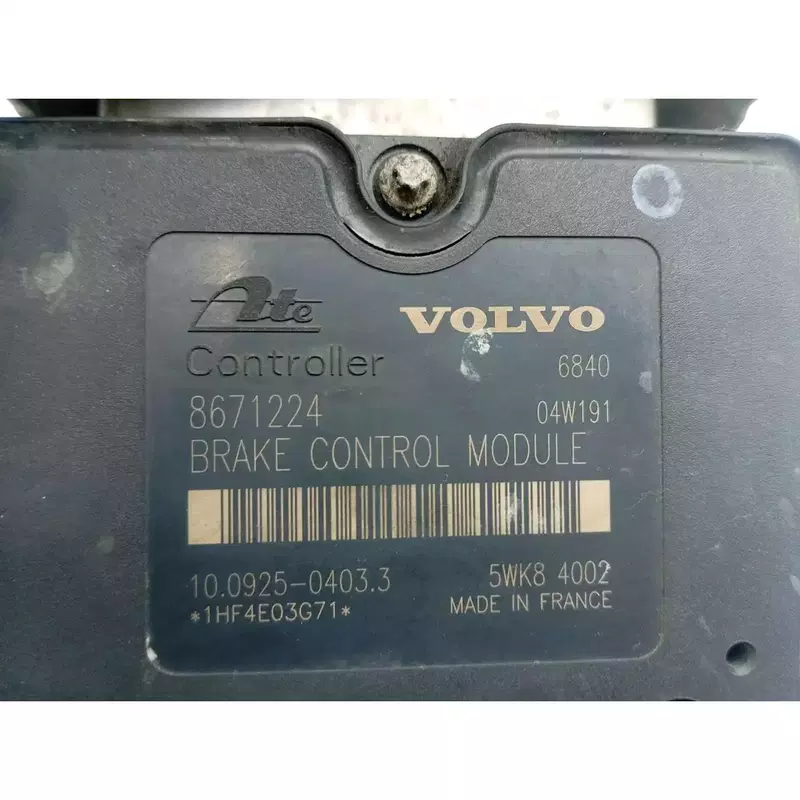 Ate VOLVO
Controller 6840
8671224 04W191
BRAKE CONTROL MODULE
10.0925-0403.3 5WK8 4002
*1HF4E03G71* MADE IN FRANCE